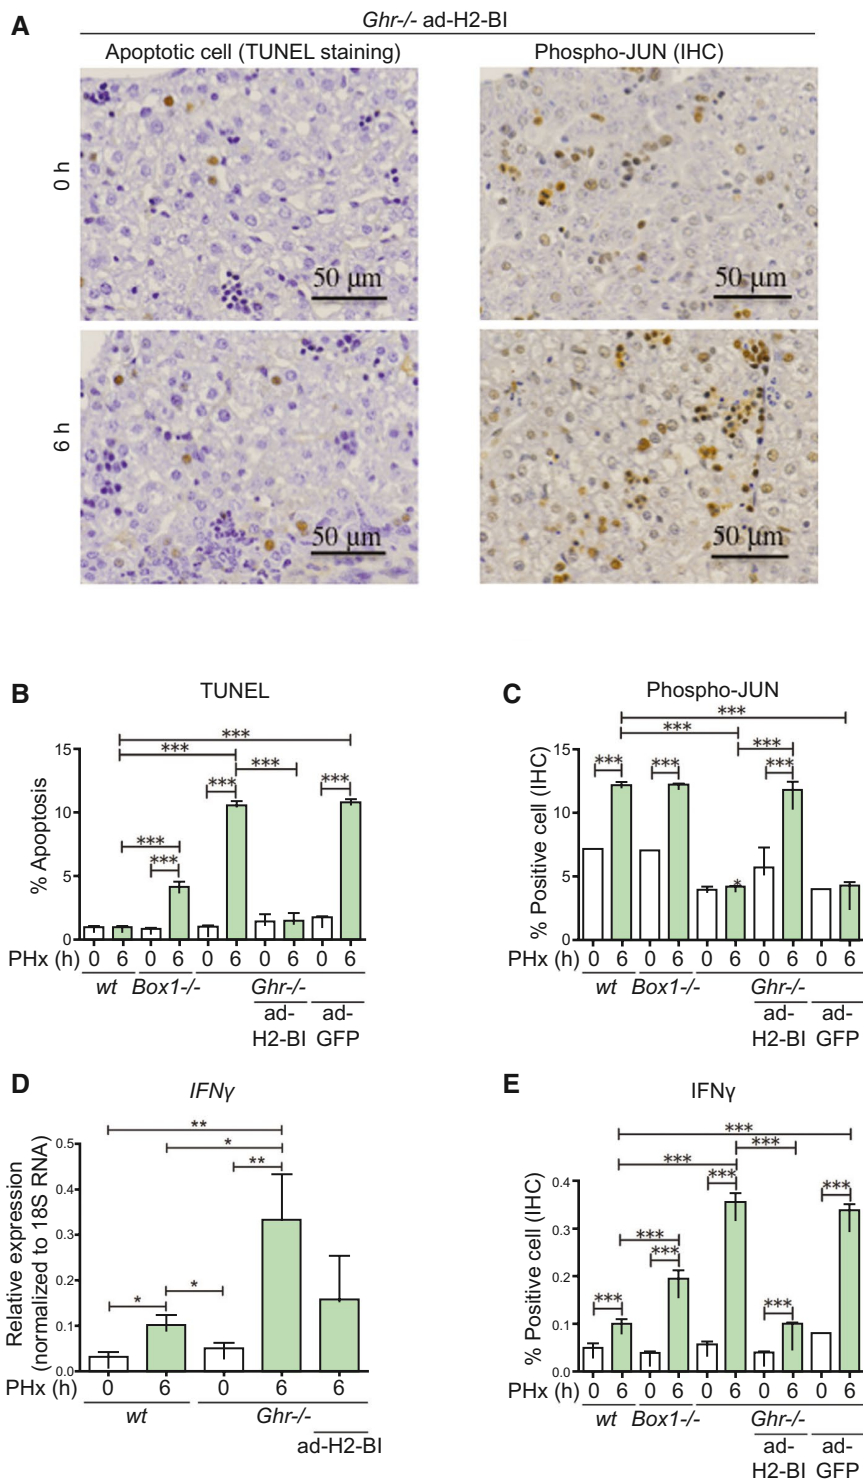 A
Ghr-/- ad-H2-BI
Apoptotic cell (TUNEL staining) Phospho-JUN (IHC)
0 h
50 µm 50 µm
6 h
50 µm 50 µm
B
TUNEL
% Apoptosis
15
10
5
0
***
***
***
***
***
***
***
PHx (h) 0 6 0 6 0 6 0 6 0 6
wt Box1-/- Ghr-/-
ad- ad-
H2-BI GFP
C
Phospho-JUN
% Positive cell (IHC)
15
10
5
0
***
***
***
***
***
***
*
PHx (h) 0 6 0 6 0 6 0 6 0 6
wt Box1-/- Ghr-/-
ad- ad-
H2-BI GFP
D
IFNγ
Relative expression
(normalized to 18S RNA)
0.5
0.4
0.3
0.2
0.1
0.0
**
*
**
*
*
PHx (h) 0 6 0 6 6
wt Ghr-/-
ad-H2-BI
E
IFNγ
% Positive cell (IHC)
0.4
0.3
0.2
0.1
0.0
***
***
***
***
***
***
***
***
***
PHx (h) 0 6 0 6 0 6 0 6 0 6
wt Box1-/- Ghr-/-
ad- ad-
H2-BI GFP